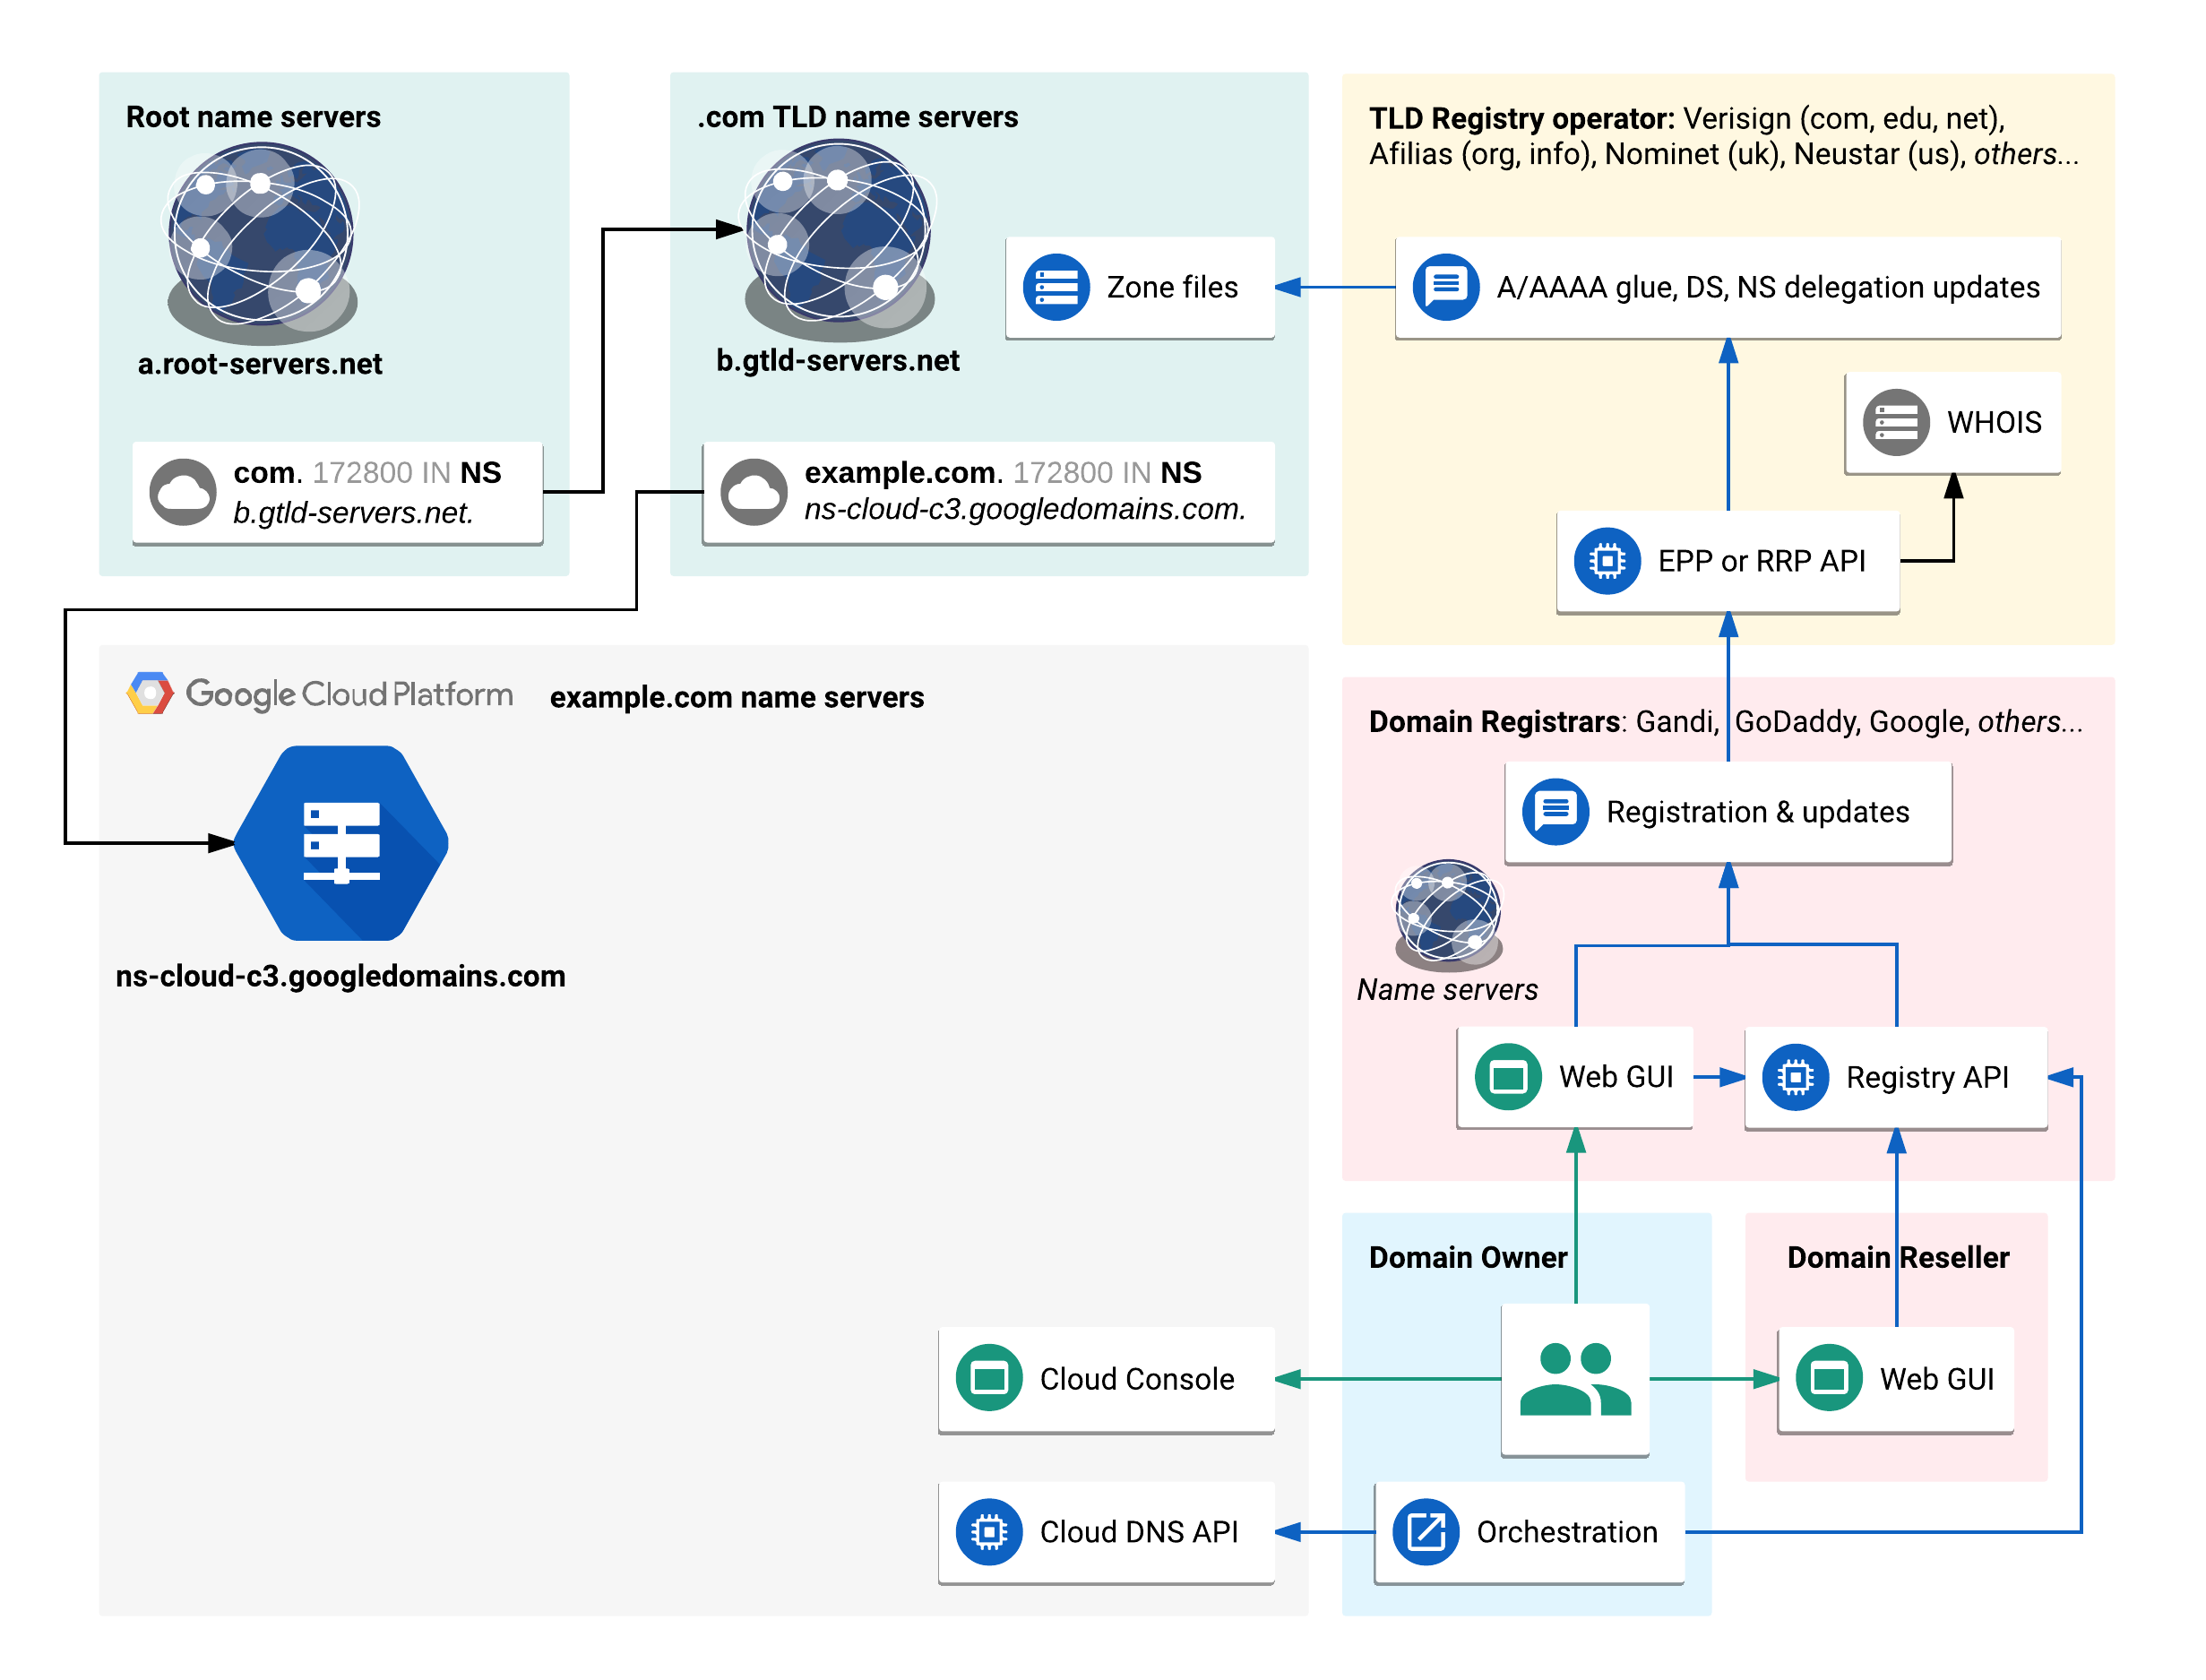 Root name servers
a.root-servers.net
com. 172800 IN NS
b.gtld-servers.net.
.com TLD name servers
b.gtld-servers.net
Zone files
example.com. 172800 IN NS
ns-cloud-c3.googledomains.com.
TLD Registry operator: Verisign (com, edu, net),
Afilias (org, info), Nominet (uk), Neustar (us), others...
A/AAAA glue, DS, NS delegation updates
WHOIS
EPP or RRP API
Google Cloud Platform
example.com name servers
ns-cloud-c3.googledomains.com
Domain Registrars: Gandi, GoDaddy, Google, others...
Registration & updates
Name servers
Web GUI
Registry API
Domain Owner
Domain Reseller
Cloud Console
Web GUI
Cloud DNS API
Orchestration